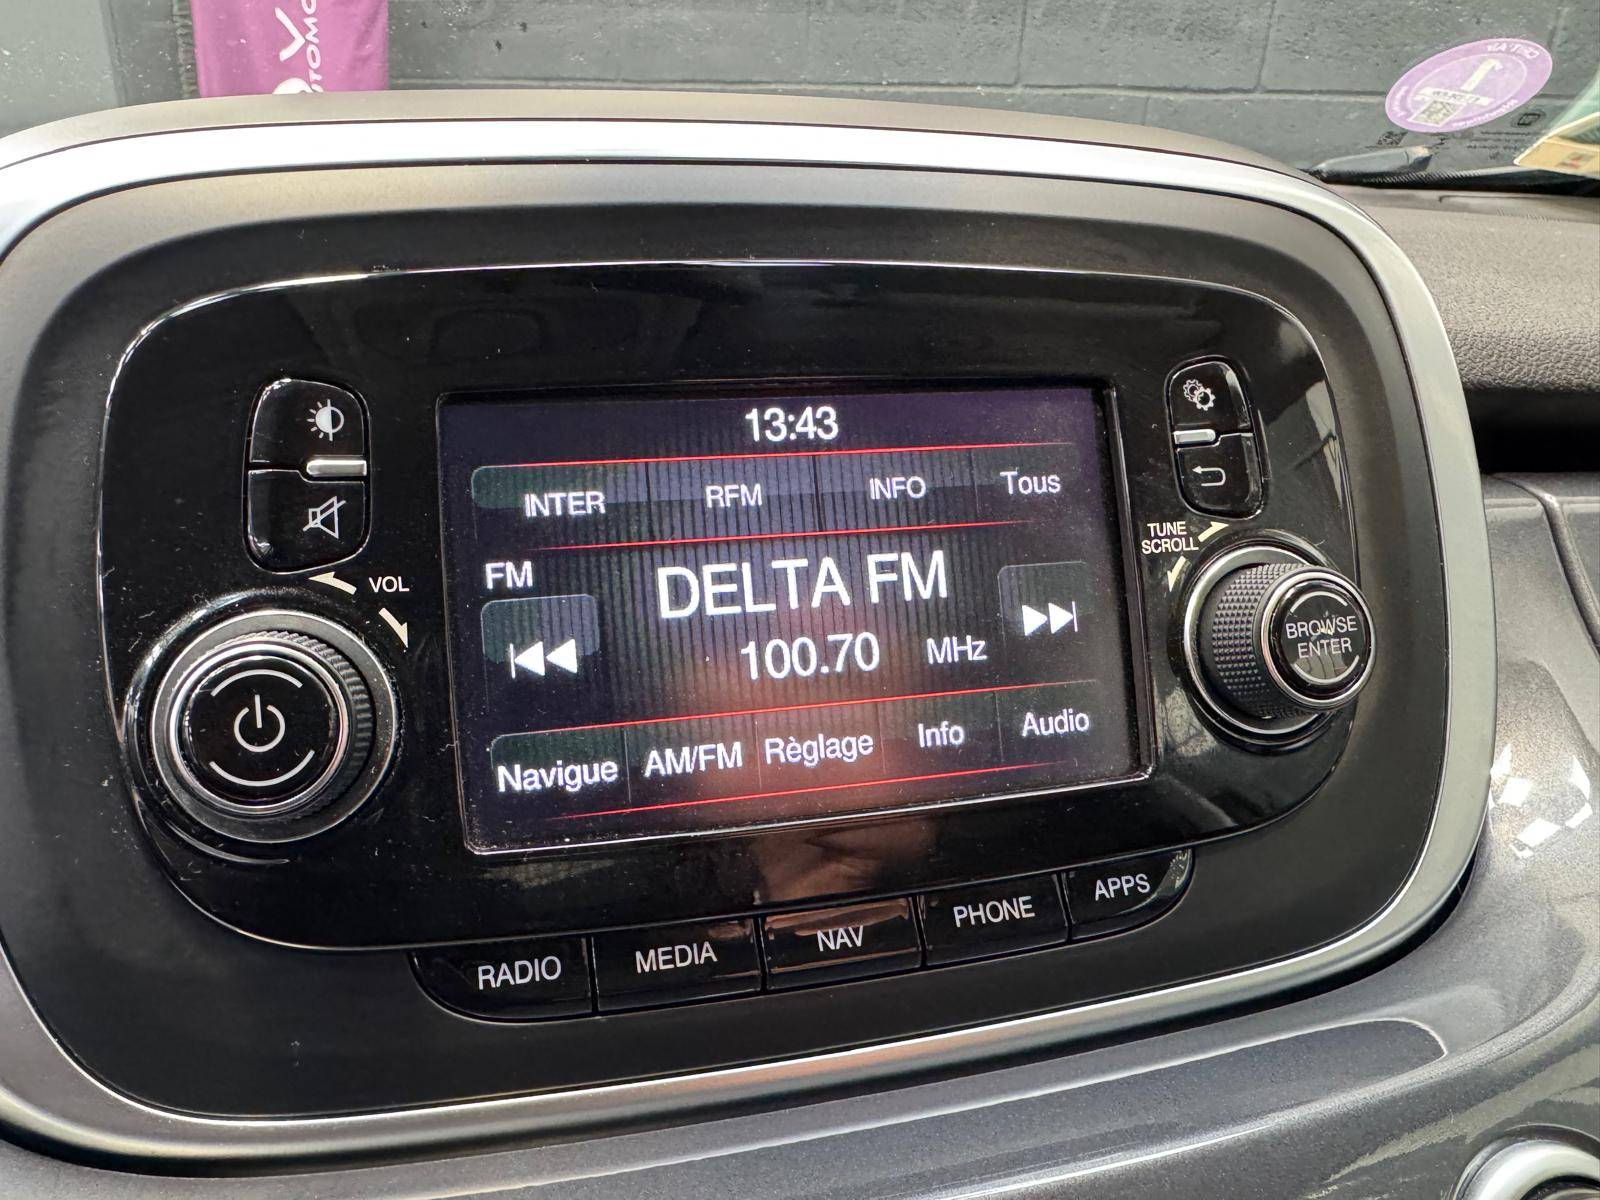 13:43
INTER RFM INFO Tous
FM
DELTA FM
100.70 MHz
Navigue AM/FM Règlage Info Audio
VOL
TUNE
SCROLL
BROWSE
ENTER
RADIO MEDIA NAV PHONE APPS